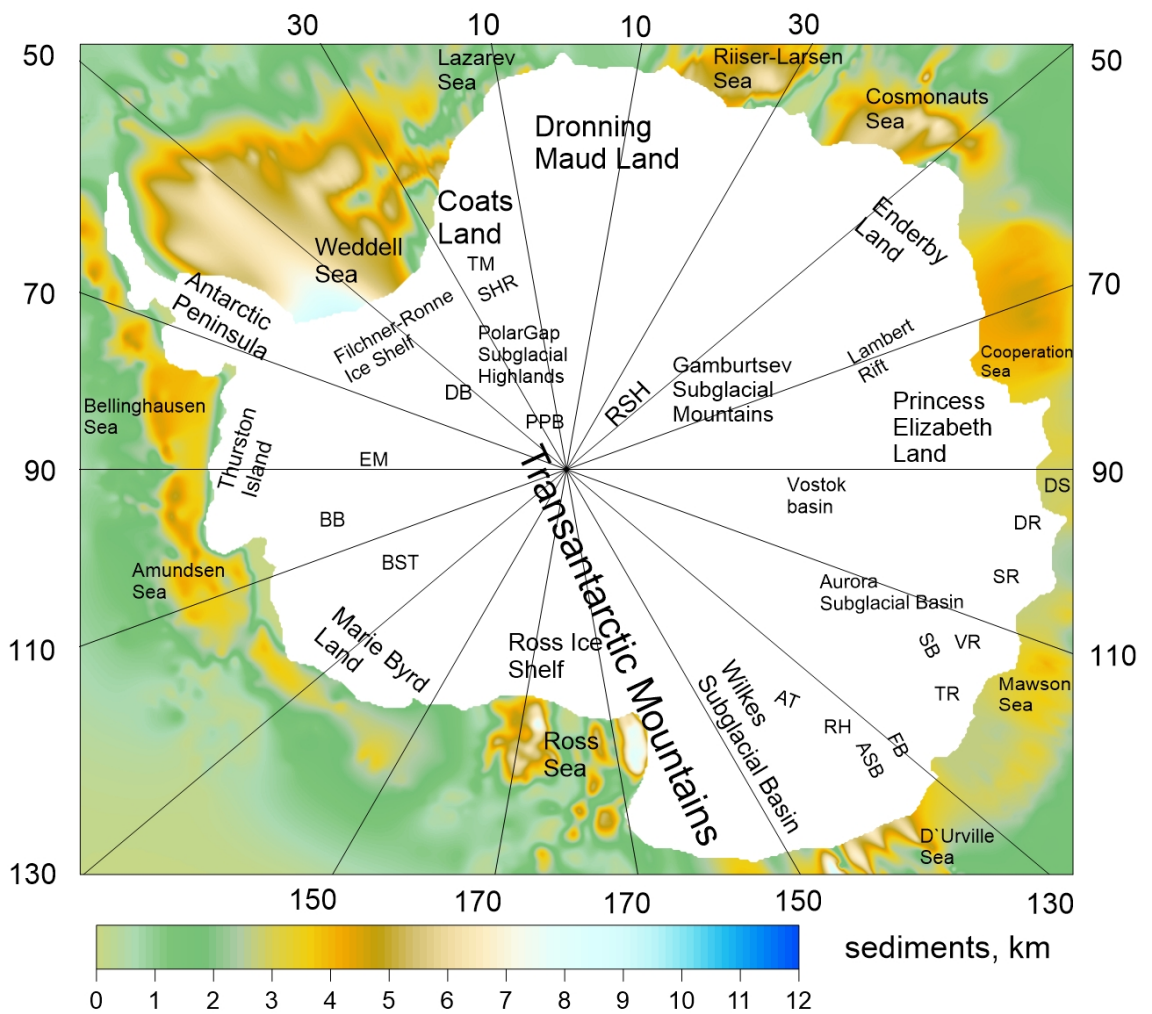 30
10
10
30
50
50
Lazarev
Sea
Riiser-Larsen
Sea
Cosmonauts
Sea
Dronning
Maud Land
Coats
Land
TM
SHR
Weddell
Sea
Enderby
Land
70
70
Antarctic
Peninsula
Filchner-Ronne
Ice Shelf
PolarGap
Subglacial
Highlands
DB
PPB
RSH
Gamburtsev
Subglacial
Mountains
Lambert
Rift
Cooperation
Sea
Princess
Elizabeth
Land
Bellinghausen
Sea
Thurston
Island
EM
90
90
BB
BST
Vostok
basin
DS
DR
SR
Amundsen
Sea
Aurora
Subglacial Basin
SB
VR
TR
110
110
Mawson
Sea
Marie Byrd
Land
Ross Ice
Shelf
Transantarctic Mountains
Wilkes
Subglacial Basin
AT
RH
ASB
FB
Ross
Sea
D`Urville
Sea
130
150
170
170
150
130
sediments, km
0 1 2 3 4 5 6 7 8 9 10 11 12